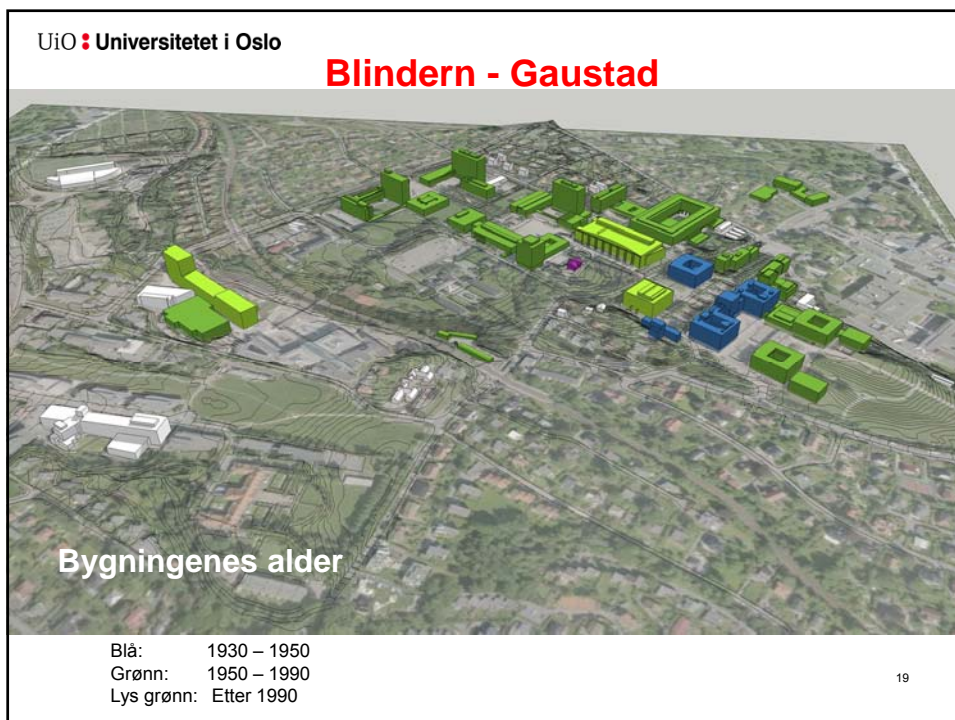 UiO : Universitetet i Oslo
Blindern - Gaustad
Bygningenes alder
Blå: 1930 – 1950
Grønn: 1950 – 1990
Lys grønn: Etter 1990
19